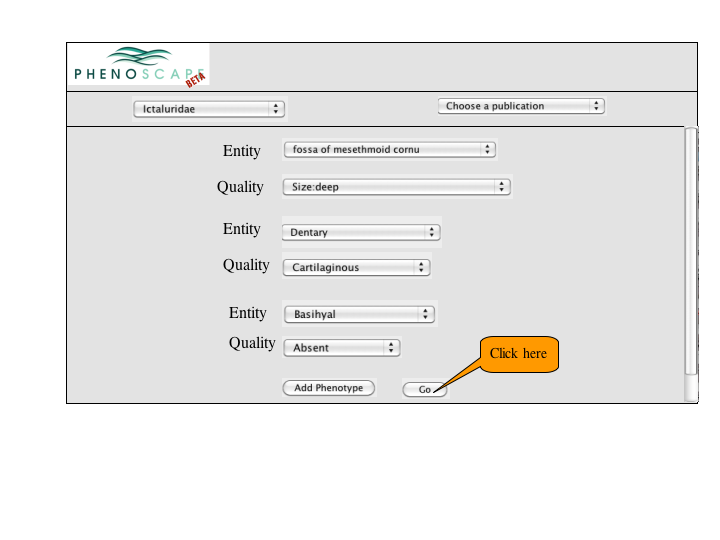 PHENOSCAPE
BETA
Ictaluridae
Choose a publication
Entity
fossa of mesethmoid cornu
Quality
Size:deep
Entity
Dentary
Quality
Cartilaginous
Entity
Basihyal
Quality
Absent
Click here
Add Phenotype
Go